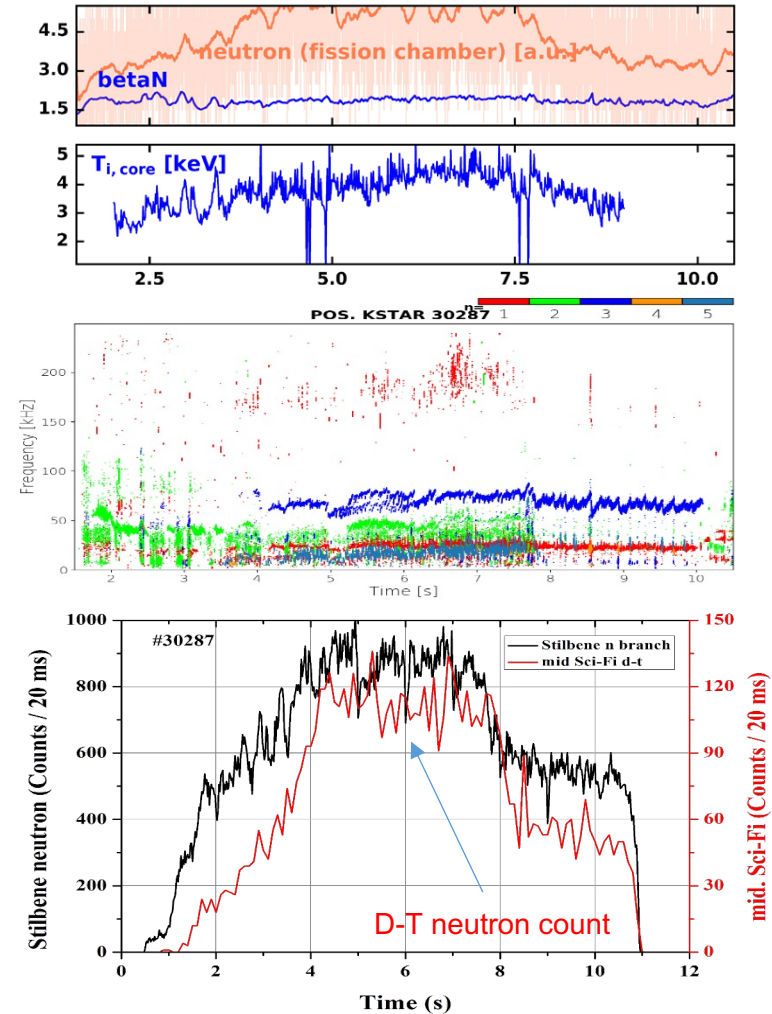 4.5
3.0
1.5
neutron (fission chamber) [a.u.]
betaN
5
4
3
2
T i, core [keV]
2.5 5.0 7.5 10.0
POS. KSTAR 30287 n= 1 2 3 4 5
200
150
100
50
0
Frequency [kHz]
2 3 4 5 6 7 8 9 10
Time [s]
1000
800
600
400
200
0
Stilbene neutron (Counts / 20 ms)
#30287
Stilbene n branch
mid Sci-Fi d-t
D-T neutron count
150
120
90
60
30
0
mid. Sci-Fi (Counts / 20 ms)
0 2 4 6 8 10 12
Time (s)